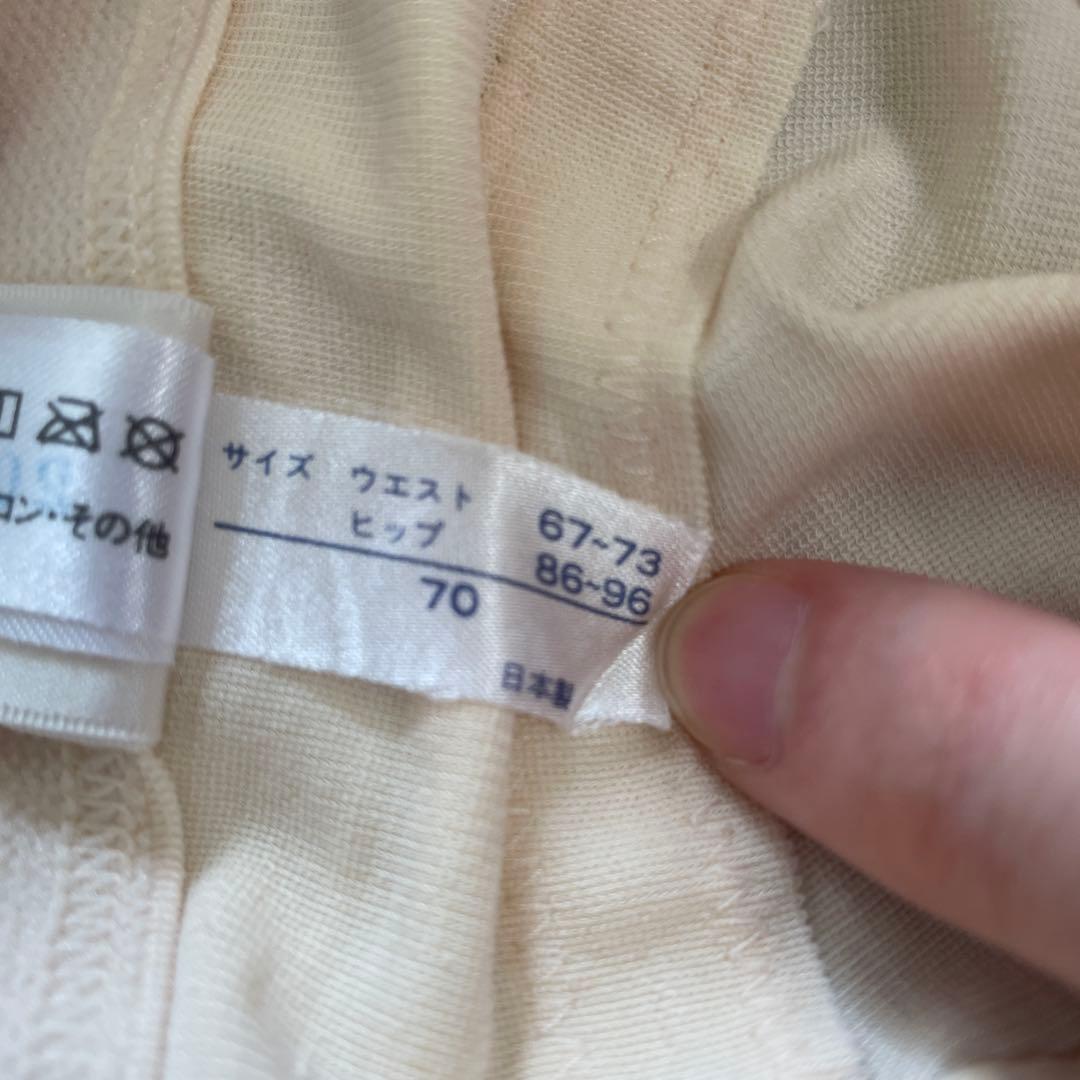 サイズ ウエスト 67~73
ヒップ 86~96
70
日本製
コン・その他